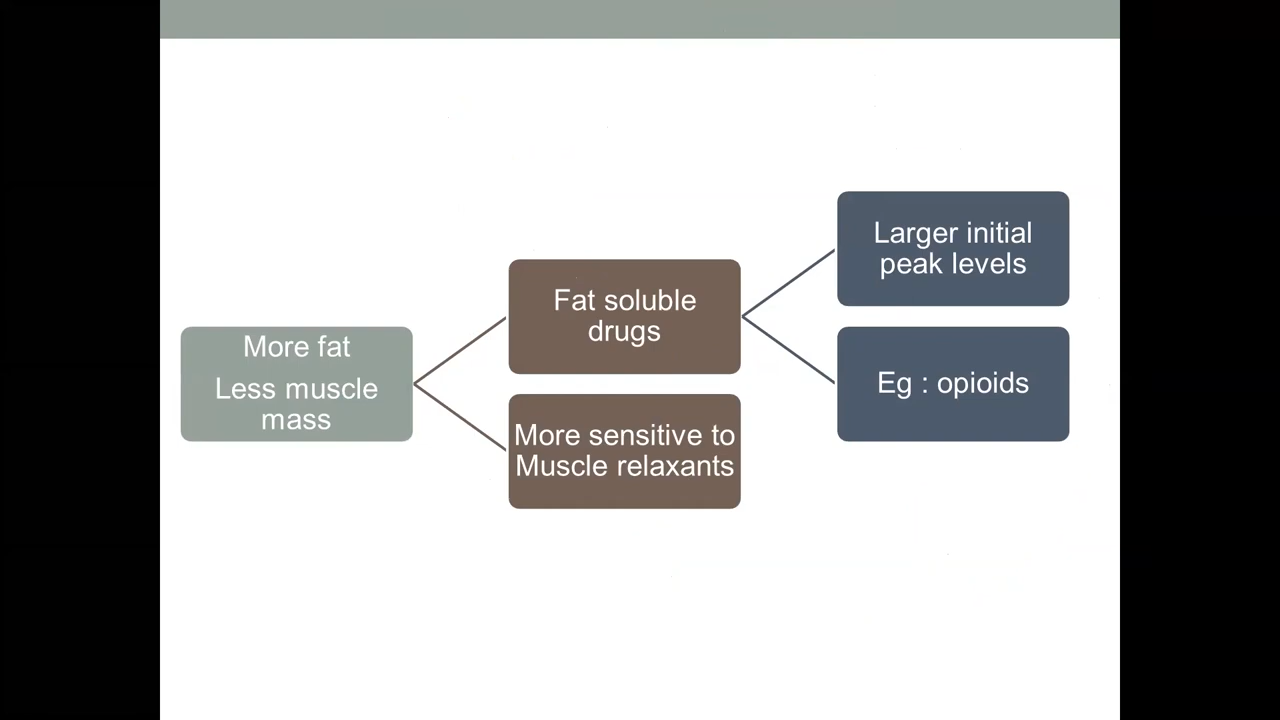 More fat
Less muscle
mass
Fat soluble
drugs
More sensitive to
Muscle relaxants
Larger initial
peak levels
Eg : opioids